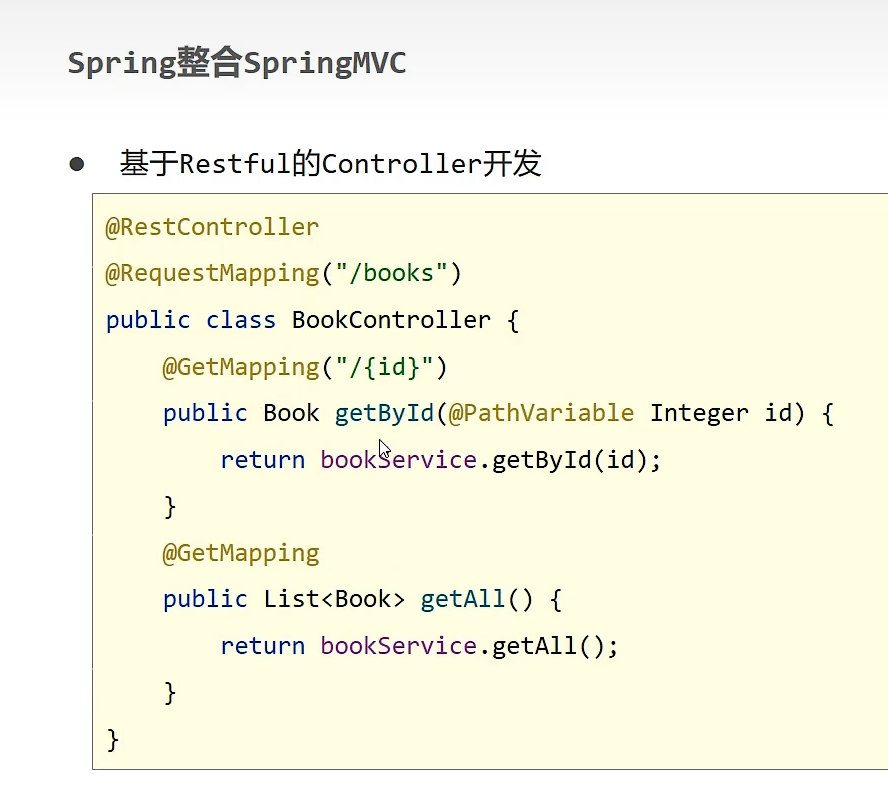 Spring整合SpringMVC
● 基于Restful的Controller开发
@RestController
@RequestMapping("/books")
public class BookController {
    @GetMapping("/{id}")
    public Book getById(@PathVariable Integer id) {
        return bookService.getById(id);
    }
    @GetMapping
    public List<Book> getAll() {
        return bookService.getAll();
    }
}